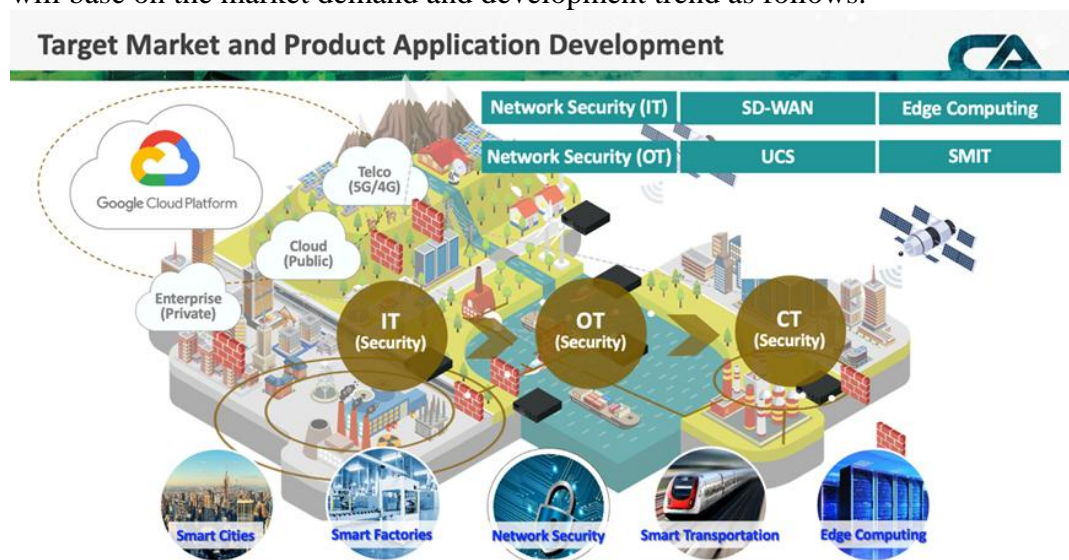 will base on the market demand and development trend as follows.
Target Market and Product Application Development
CA
Network Security (IT)
SD-WAN
Edge Computing
Network Security (OT)
UCS
SMIT
Telco
(5G/4G)
Google Cloud Platform
Cloud
(Public)
Enterprise
(Private)
IT
(Security)
OT
(Security)
CT
(Security)
Smart Cities
Smart Factories
Network Security
Smart Transportation
Edge Computing